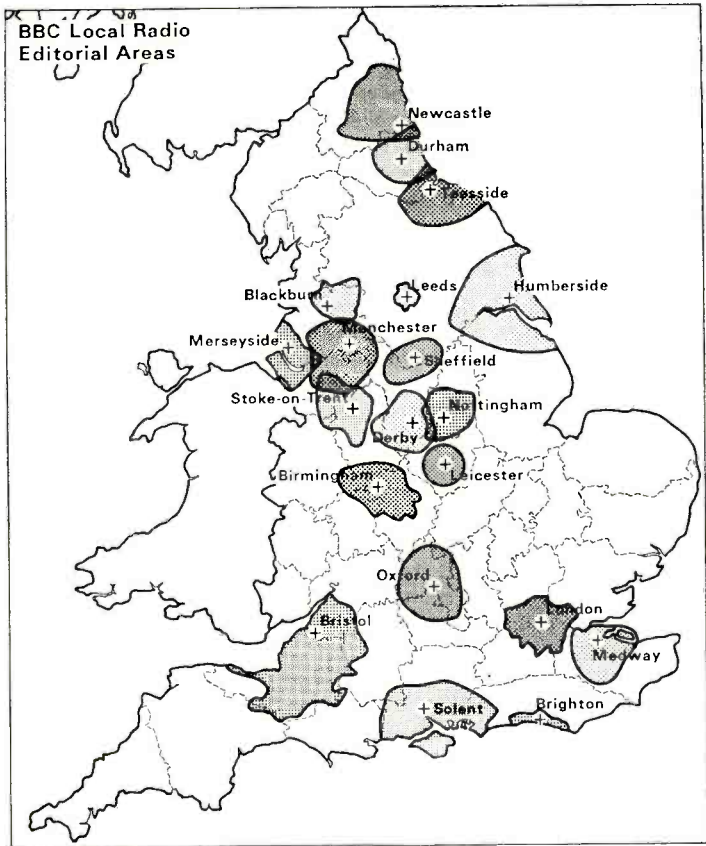 BBC Local Radio
Editorial Areas
Newcastle
Durham
Teesside
Blackburn
Leeds
Humberside
Merseyside
Manchester
Sheffield
Stoke-on-Trent
Nottingham
Derby
Birmingham
Leicester
Oxford
London
Bristol
Medway
Solent
Brighton